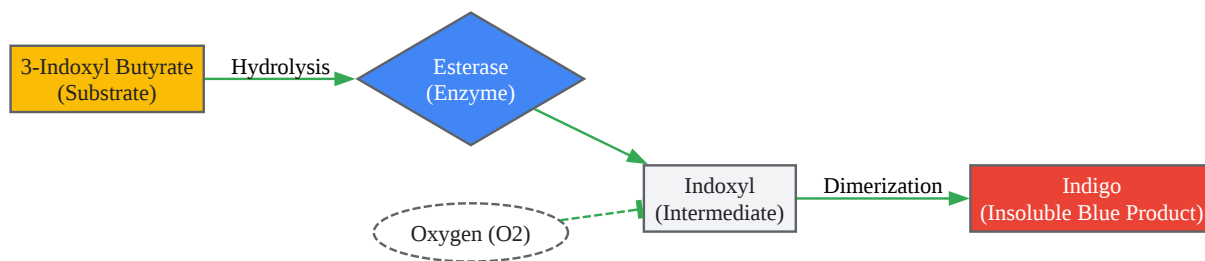 3-Indoxyl Butyrate
(Substrate)
Hydrolysis
Esterase
(Enzyme)
Oxygen (O2)
Indoxyl
(Intermediate)
Dimerization
Indigo
(Insoluble Blue Product)